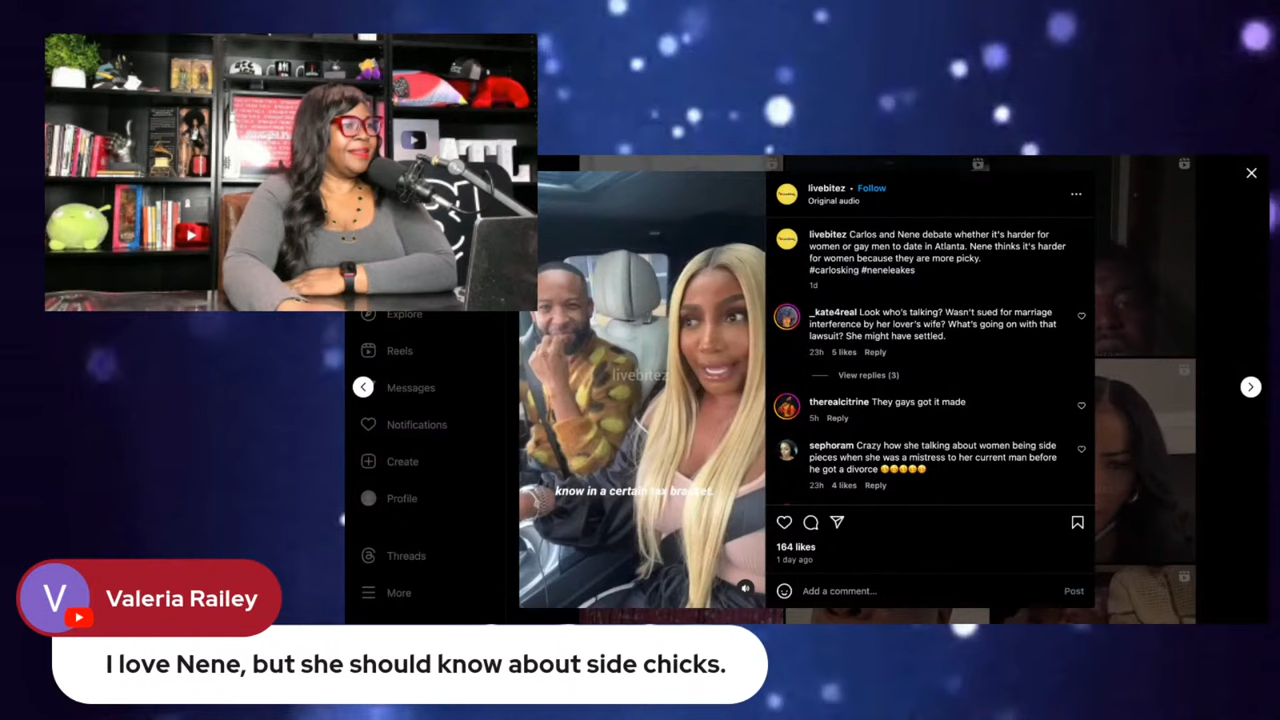 ATL
livebitez • Follow
Original audio
livebitez Carlos and Nene debate whether it's harder for
women or gay men to date in Atlanta. Nene thinks it's harder
for women because they are more picky.
#carlosking #neneleakes
1d
_kate4real Look who's talking? Wasn't sued for marriage
interference by her lover's wife? What's going on with that
lawsuit? She might have settled.
23h 5 likes Reply
View replies (3)
therealcitrine They gays got it made
5h Reply
sephoram Crazy how she talking about women being side
pieces when she was a mistress to her current man before
he got a divorce
23h 4 likes Reply
164 likes
1 day ago
Add a comment...
Post
Explore
Reels
Messages
Notifications
Create
Profile
Threads
More
livebitez
know in a certain tax bracket.
V
Valeria Railey
I love Nene, but she should know about side chicks.